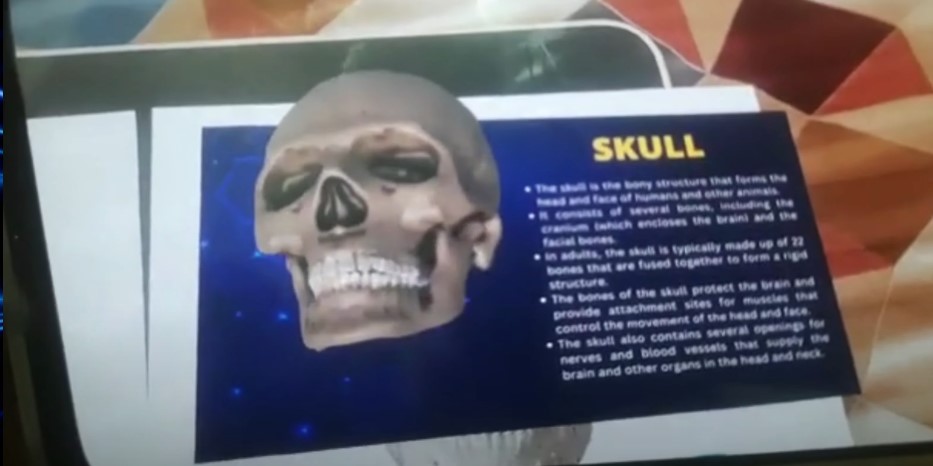 SKULL
• The skull is the bony structure that forms the
head and face of humans and other animals.
• It consists of several bones, including the
cranium (which encloses the brain) and the
facial bones.
• In adults, the skull is typically made up of 22
bones that are fused together to form a rigid
structure.
• The bones of the skull protect the brain and
provide attachment sites for muscles that
control the movement of the head and face.
• The skull also contains several openings for
nerves and blood vessels that supply the
brain and other organs in the head and neck.